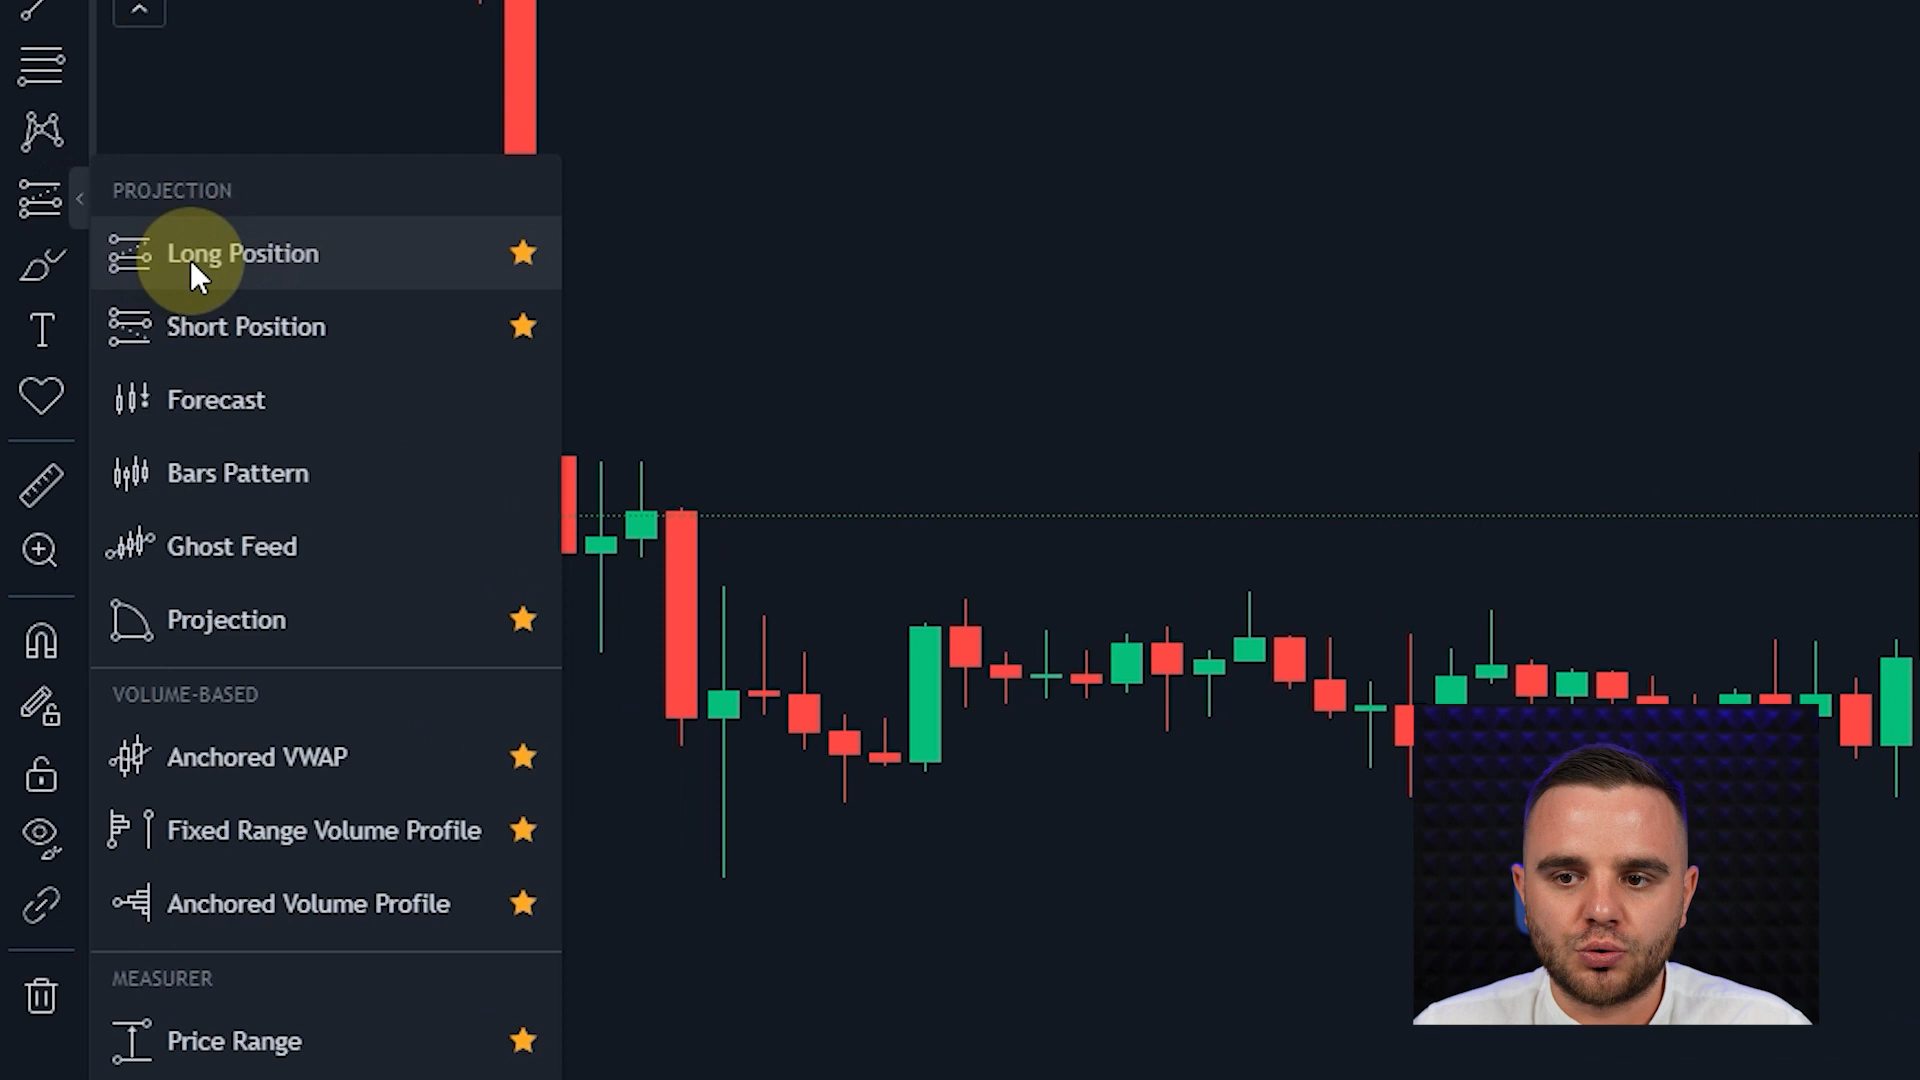 PROJECTION
Long Position
Short Position
Forecast
Bars Pattern
Ghost Feed
Projection
VOLUME-BASED
Anchored VWAP
Fixed Range Volume Profile
Anchored Volume Profile
MEASURER
Price Range